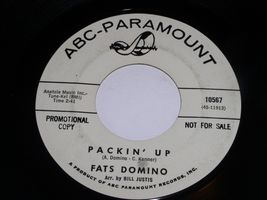 ABC-PARAMOUNT
Anatole Music Inc.,
Tune-Kel (BMI)
Time 2:41
10567
(45-11913)
PROMOTIONAL
COPY
NOT FOR SALE
PACKIN' UP
(A. Domino - C. Kenner)
FATS DOMINO
Arr. by BILL JUSTIS
A PRODUCT OF ABC PARAMOUNT RECORDS, INC.